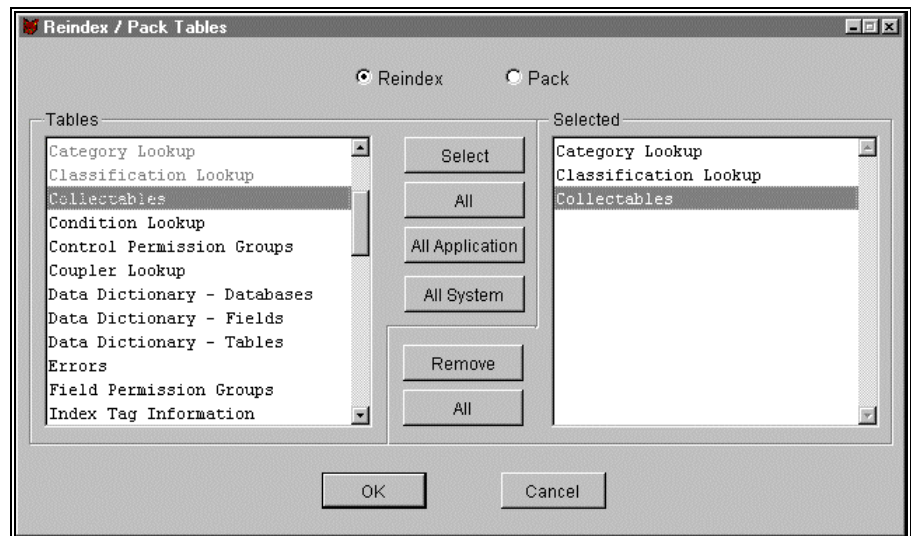 Reindex / Pack Tables
Reindex
Pack
Tables
Category Lookup
Classification Lookup
Collectables
Condition Lookup
Control Permission Groups
Coupler Lookup
Data Dictionary - Databases
Data Dictionary - Fields
Data Dictionary - Tables
Errors
Field Permission Groups
Index Tag Information
Select
All
All Application
All System
Remove
All
Selected
Category Lookup
Classification Lookup
Collectables
OK
Cancel